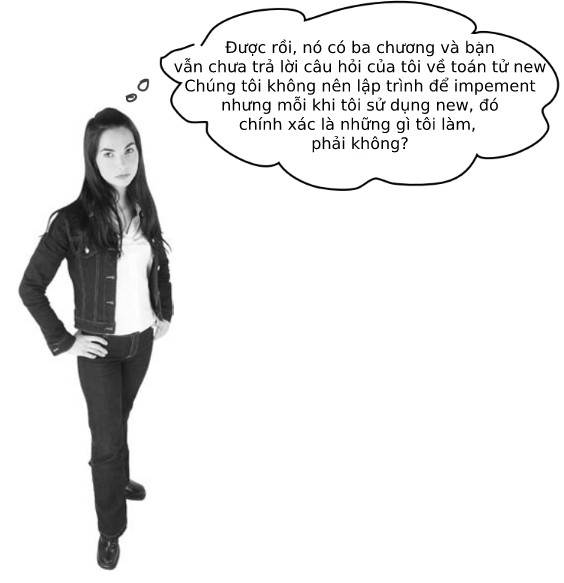 Được rồi, nó có ba chương và bạn
vẫn chưa trả lời câu hỏi của tôi về toán tử new
Chúng tôi không nên lập trình để impement
nhưng mỗi khi tôi sử dụng new, đó
chính xác là những gì tôi làm,
phải không?